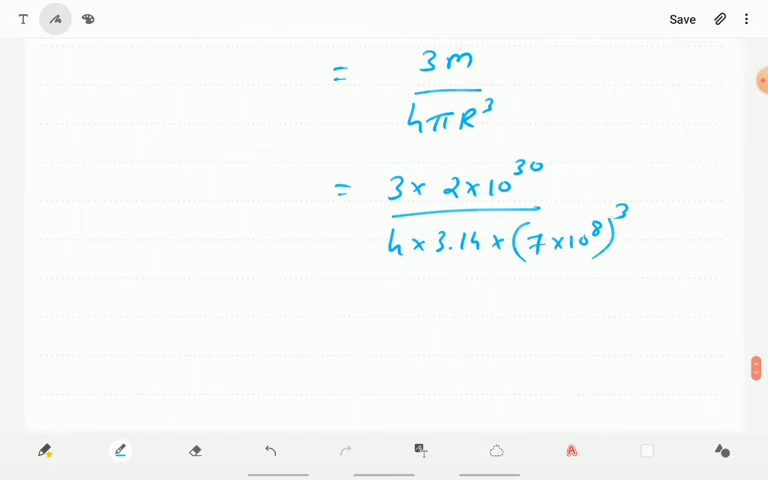 T Save
= 3m / 4πR³
= 3 × 2 × 10³⁰ / 4 × 3.14 × (7 × 10⁸)³